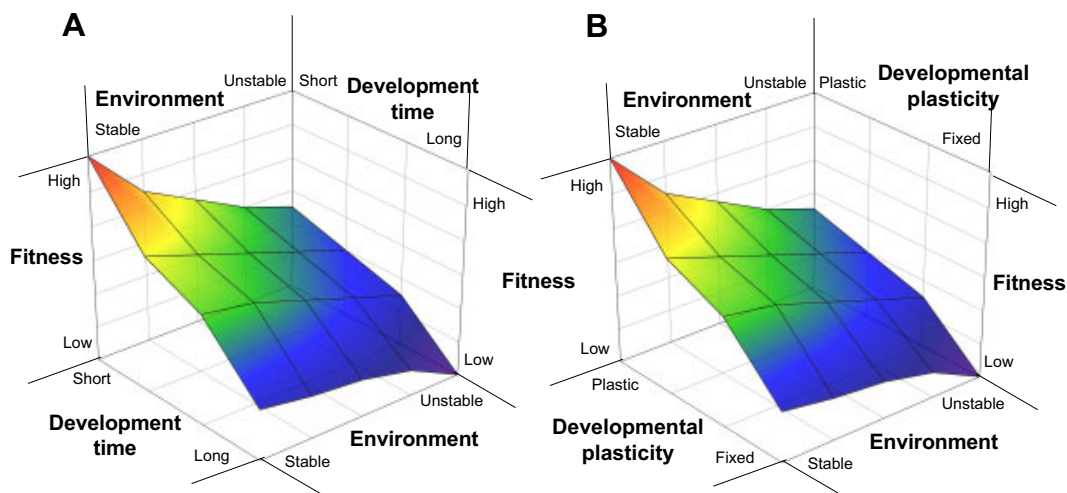 A
Unstable
Short
Environment
Development
time
Stable
Long
High
High
Fitness
Low
Low
Short
Unstable
Development
time
Environment
Long
Stable
B
Unstable
Plastic
Environment
Developmental
plasticity
Stable
Fixed
High
High
Fitness
Fitness
Low
Low
Plastic
Unstable
Developmental
plasticity
Environment
Fixed
Stable